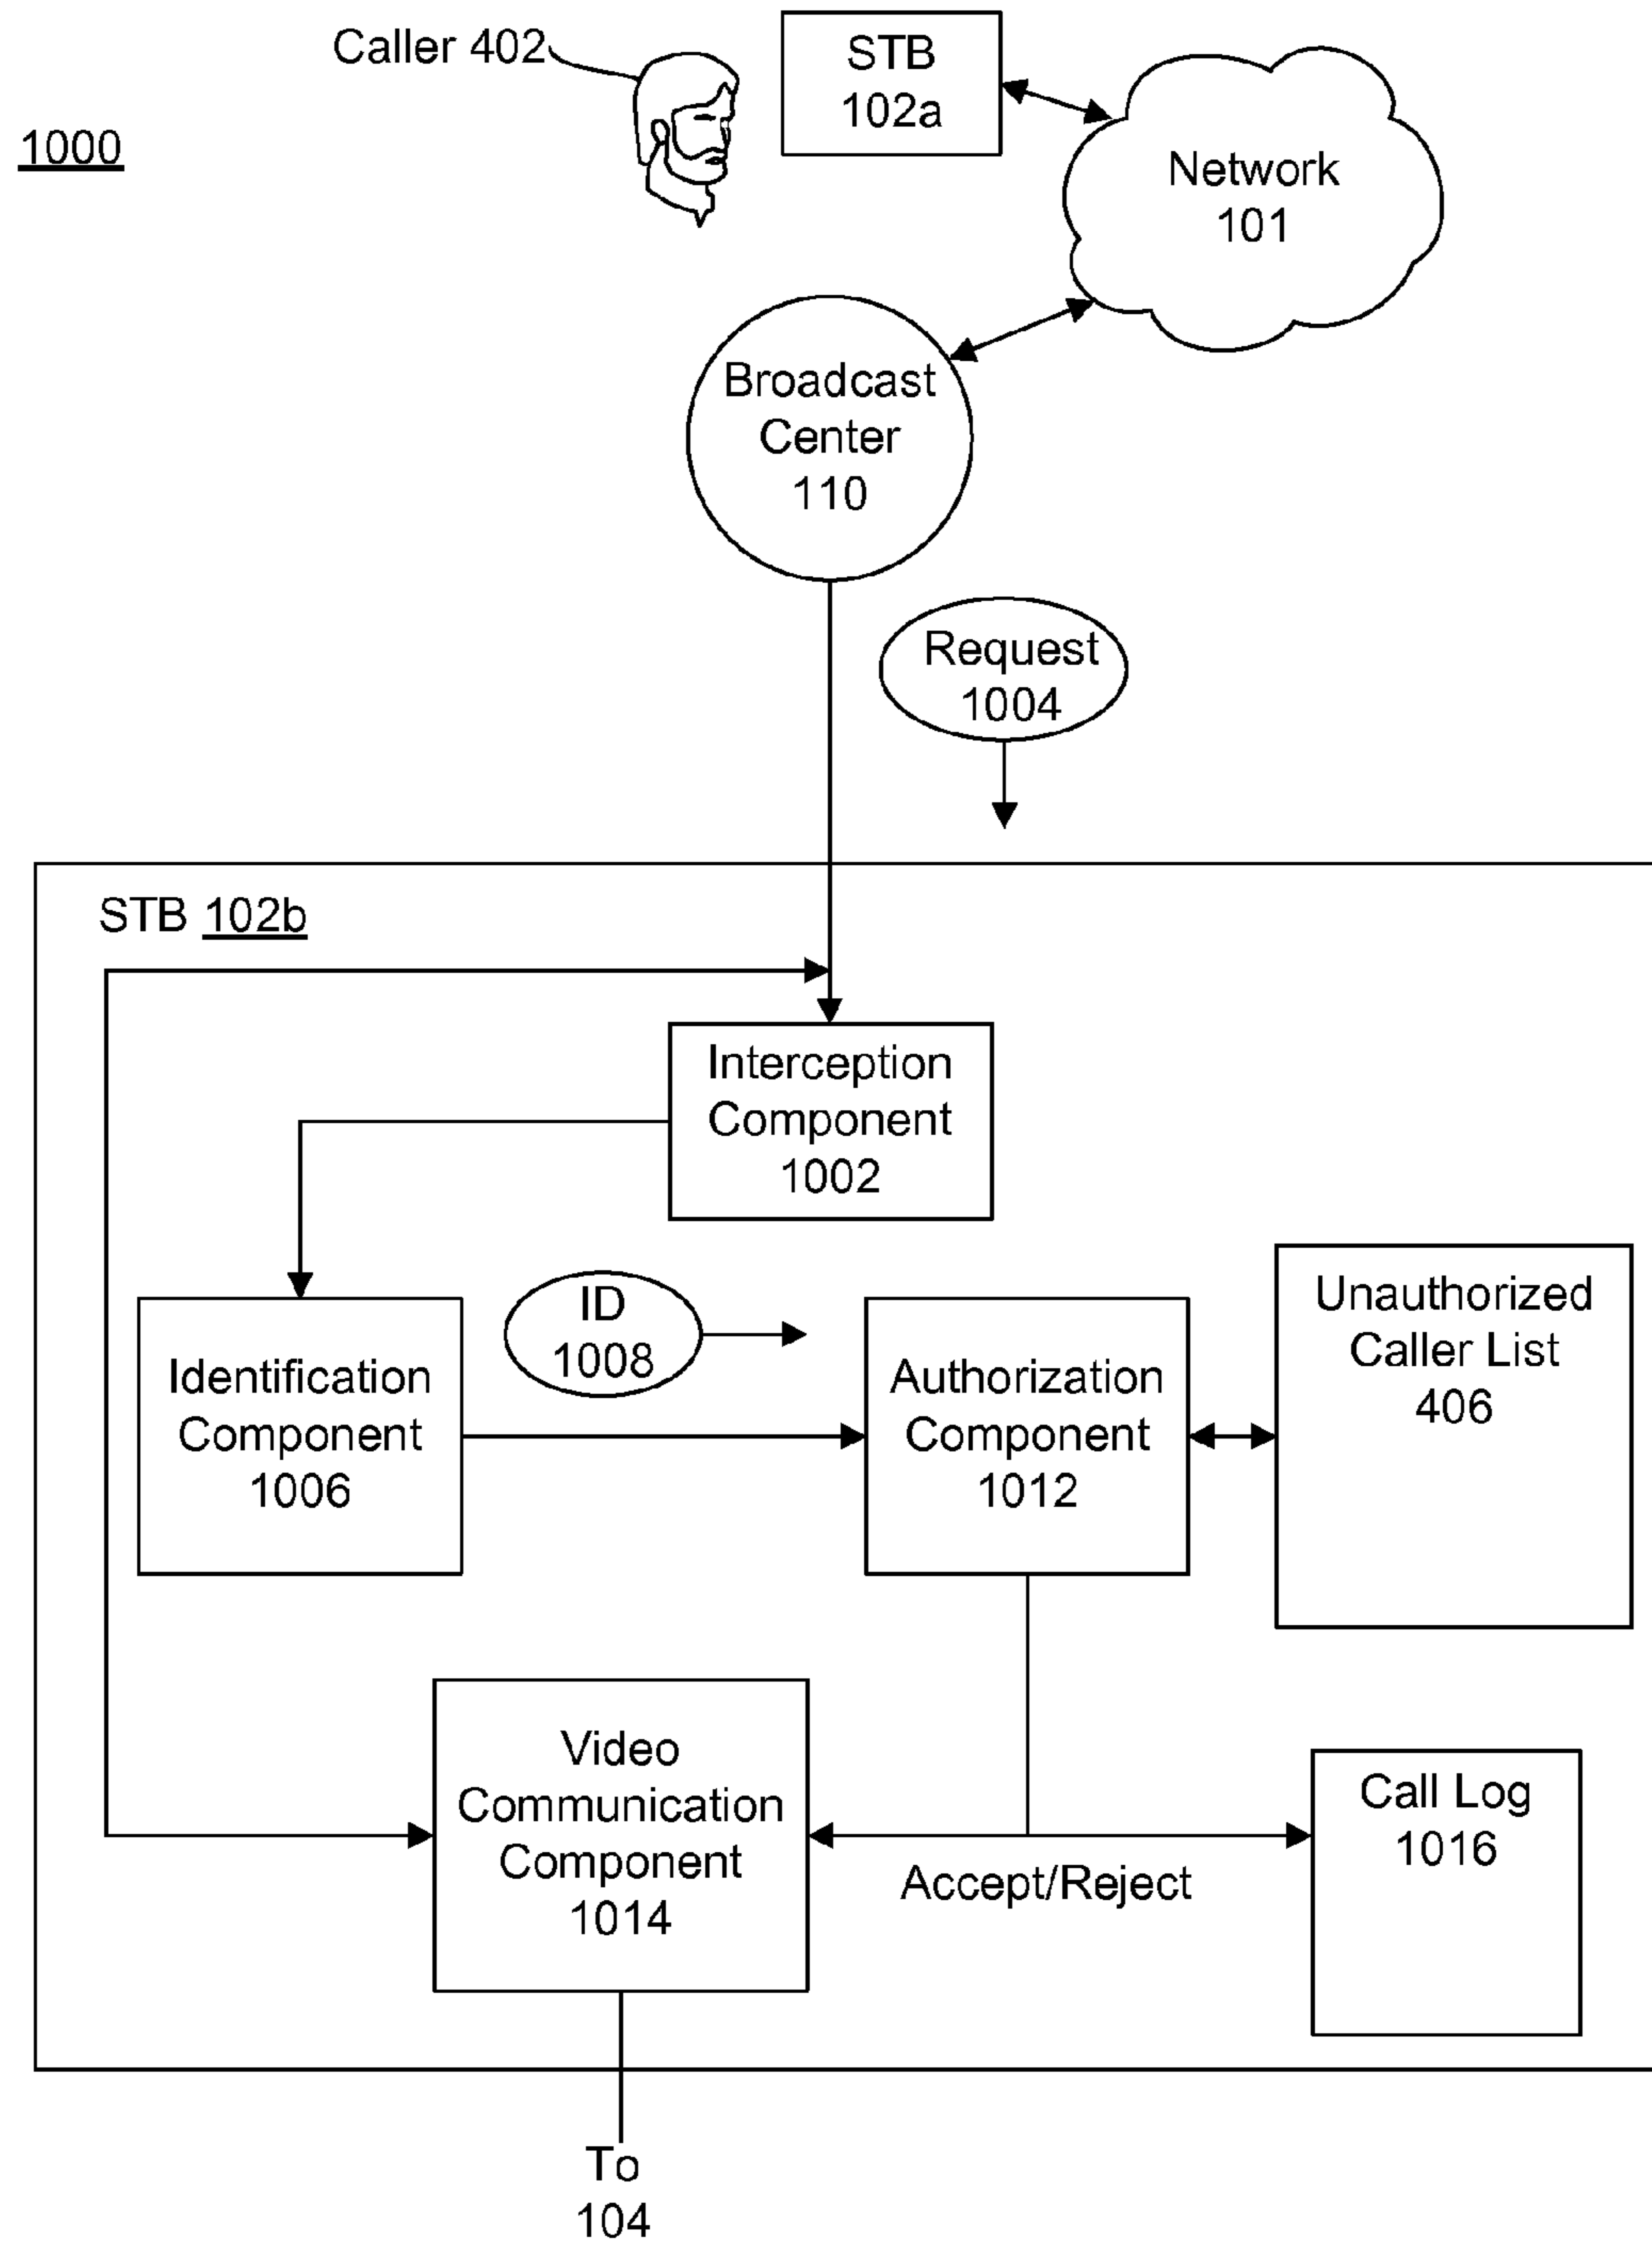 Caller 402
STB
102a
1000
Network
101
Broadcast
Center
110
Request
1004
STB 102b
Interception
Component
1002
ID
1008
Unauthorized
Caller List
406
Identification
Component
1006
Authorization
Component
1012
Video
Communication
Component
1014
Call Log
1016
Accept/Reject
To
104